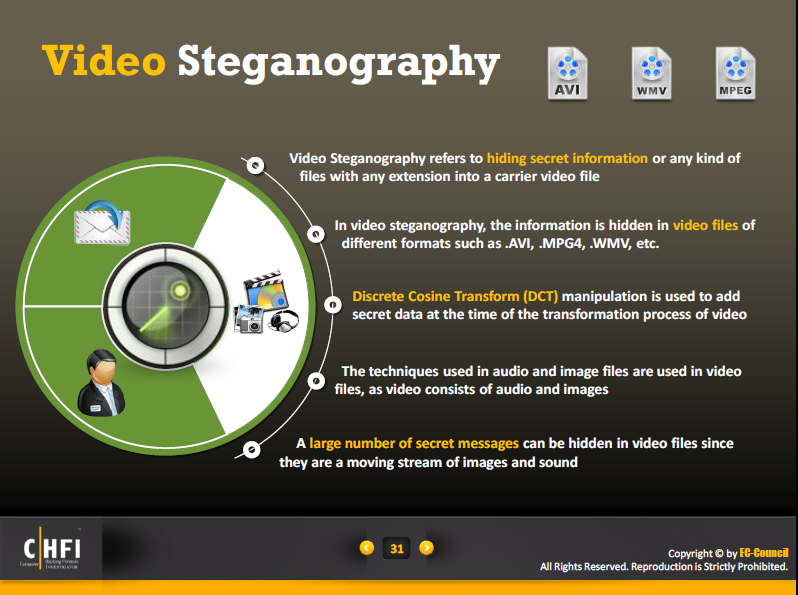 Video Steganography
AVI
WMV
MPEG
Video Steganography refers to hiding secret information or any kind of
files with any extension into a carrier video file
In video steganography, the information is hidden in video files of
different formats such as .AVI, .MPG4, .WMV, etc.
Discrete Cosine Transform (DCT) manipulation is used to add
secret data at the time of the transformation process of video
The techniques used in audio and image files are used in video
files, as video consists of audio and images
A large number of secret messages can be hidden in video files since
they are a moving stream of images and sound
CHFI
Computer Hacking Forensic
INVESTIGATOR
31
Copyright © by EC-Council
All Rights Reserved. Reproduction is Strictly Prohibited.